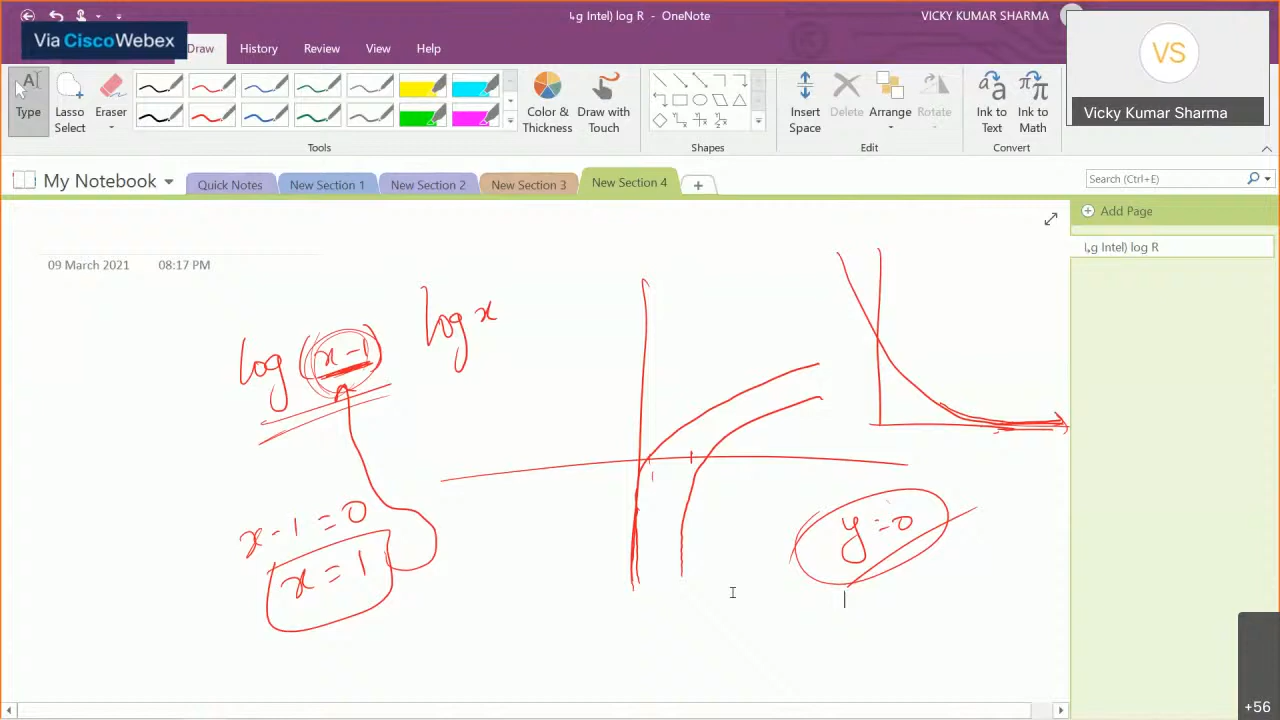 Via CiscoWebex
Ꮣg Intel) log R - OneNote
VICKY KUMAR SHARMA
VS
Vicky Kumar Sharma
Draw
History
Review
View
Help
Type
Lasso Select
Eraser
Color & Thickness
Draw with Touch
Insert Space
Delete
Arrange
Rotate
Ink to Text
Ink to Math
Tools
Shapes
Edit
Convert
My Notebook
Quick Notes
New Section 1
New Section 2
New Section 3
New Section 4
Search (Ctrl+E)
Add Page
g Intel) log R
09 March 2021
08:17 PM
log (x-1)
log x
x-1=0
x=1
y=0
+56